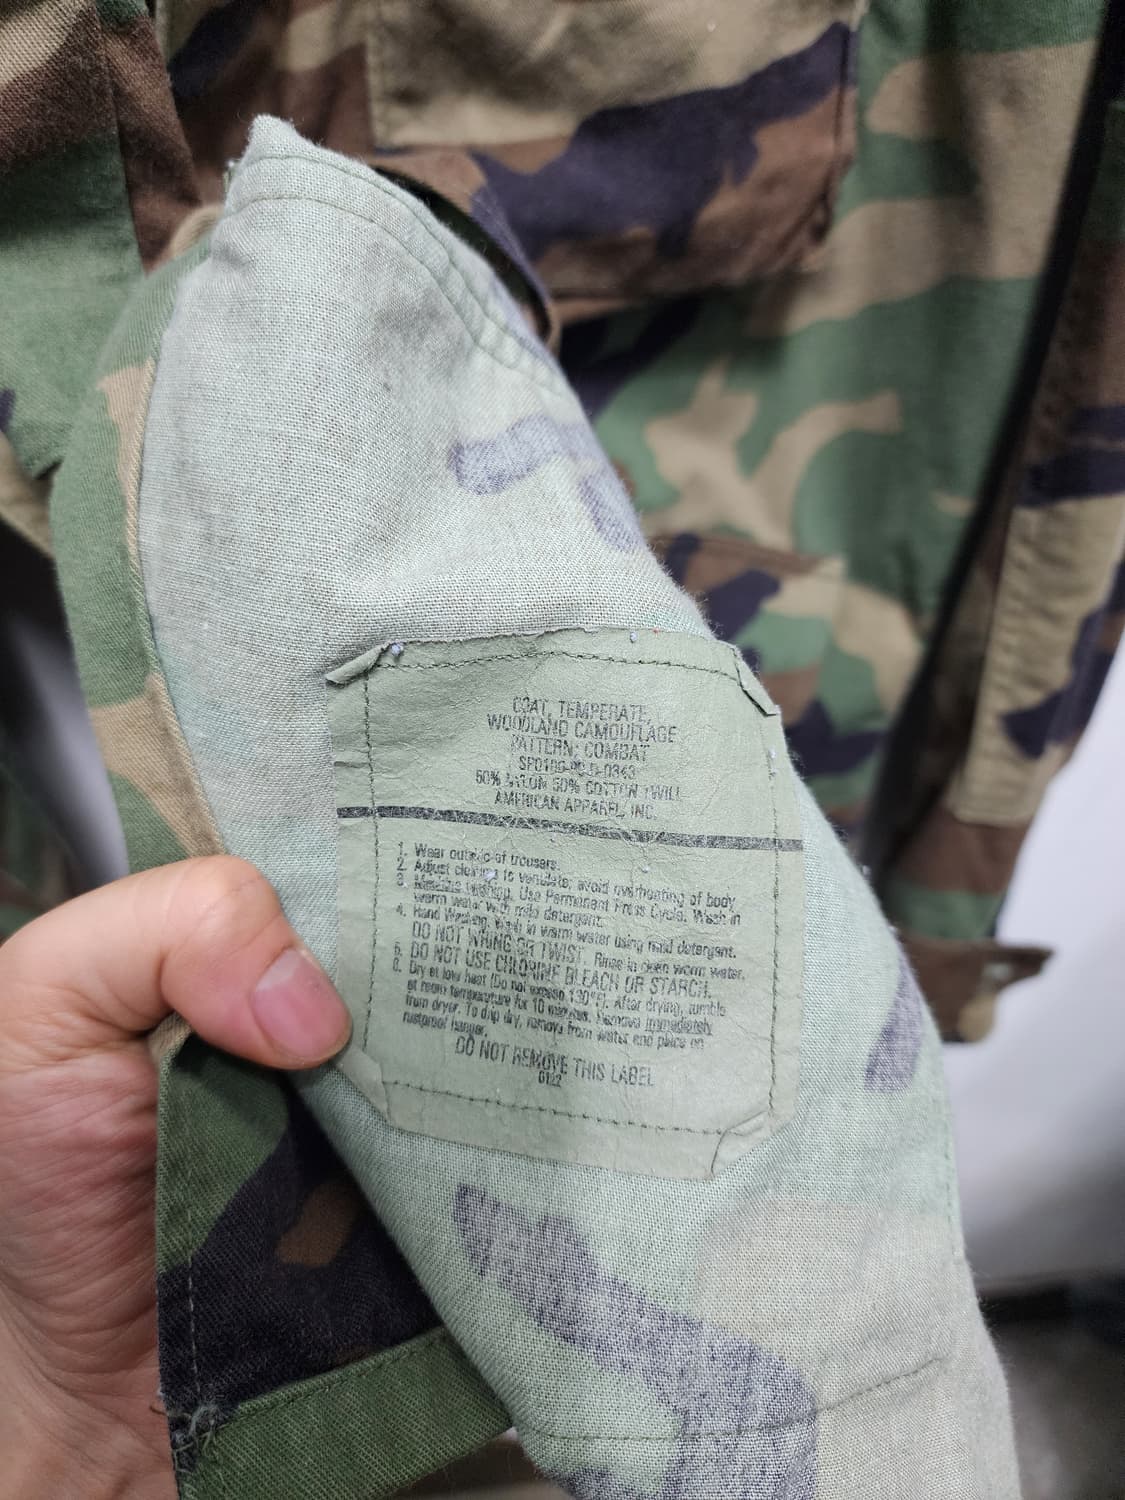 COAT, TEMPERATE,
WOODLAND CAMOUFLAGE
PATTERN: COMBAT
50% NYLON 50% COTTON TWILL
AMERICAN APPAREL, INC.
1. Wear outside of trousers.
2. Adjust closures to ventilate; avoid overheating of body
3. Machine washing. Use Permanent Press Cycle. Wash in
warm water with mild detergent.
4. Hand Washing. Wash in warm water using mild detergent.
DO NOT WRING OR TWIST. Rinse in clean warm water.
5. DO NOT USE CHLORINE BLEACH OR STARCH.
6. Dry at low heat (Do not exceed 130°F). After drying, tumble
at room temperature for 10 minutes. Remove immediately
from dryer. To drip dry, remove from water and place on
rustproof hanger.
DO NOT REMOVE THIS LABEL